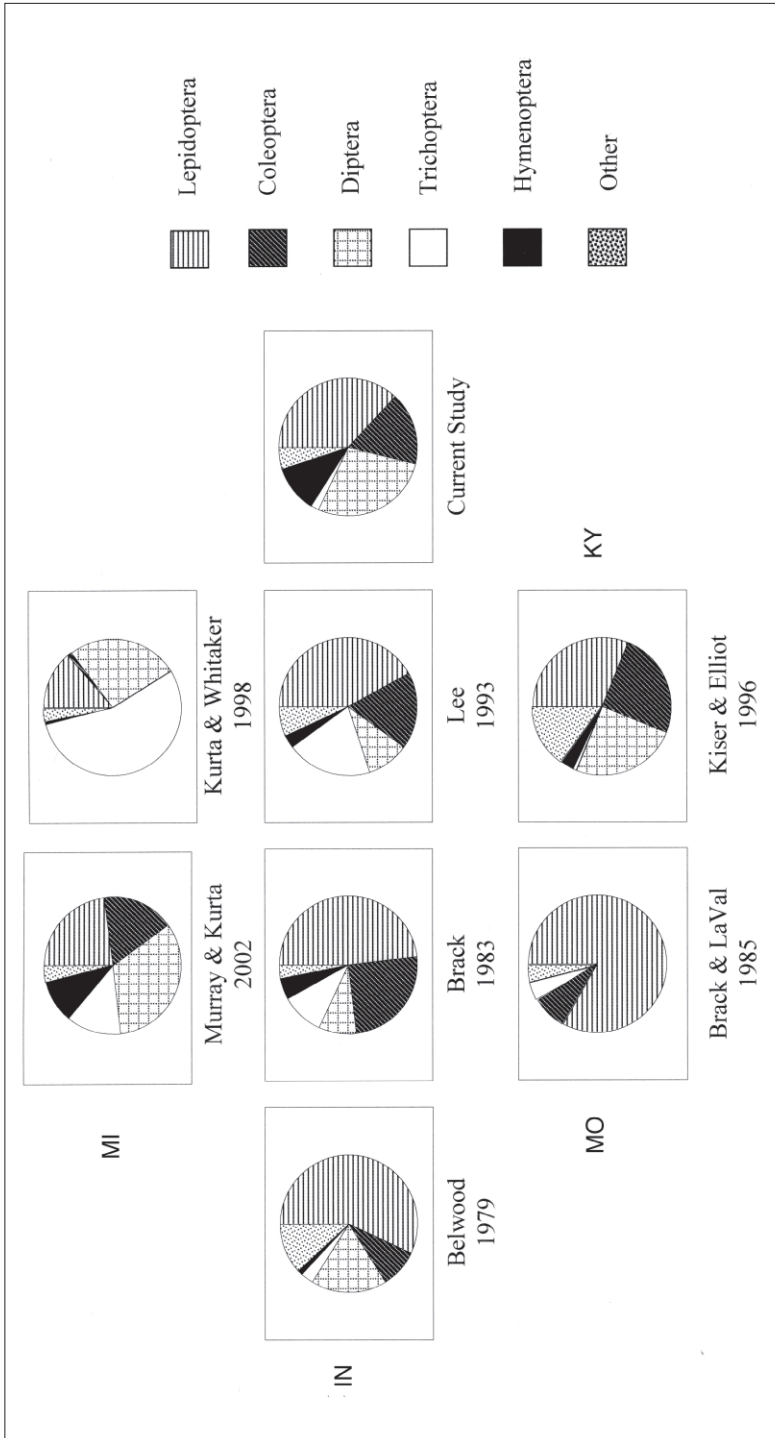 MI
Murray & Kurta
2002
Kurta & Whitaker
1998
IN
Belwood
1979
Brack
1983
Lee
1993
Current Study
MO
Brack & LaVal
1985
Kiser & Elliot
1996
KY
Lepidoptera
Coleoptera
Diptera
Trichoptera
Hymenoptera
Other